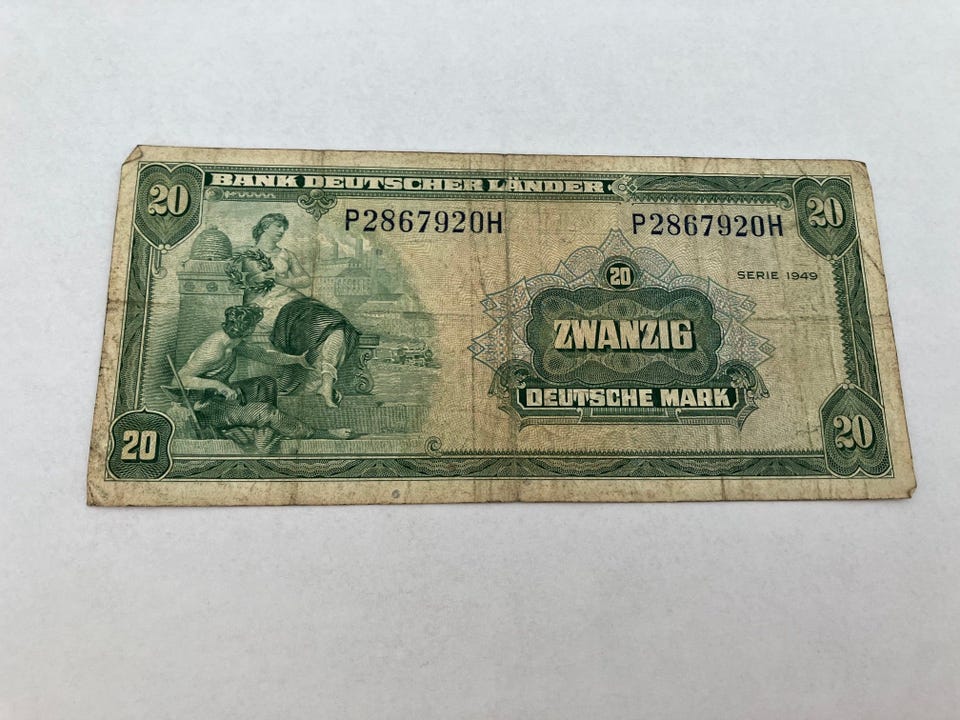 20 BANK DEUTSCHER LÄNDER 20
P2867920H P2867920H
20 SERIE 1949
ZWANZIG
DEUTSCHE MARK
20 20